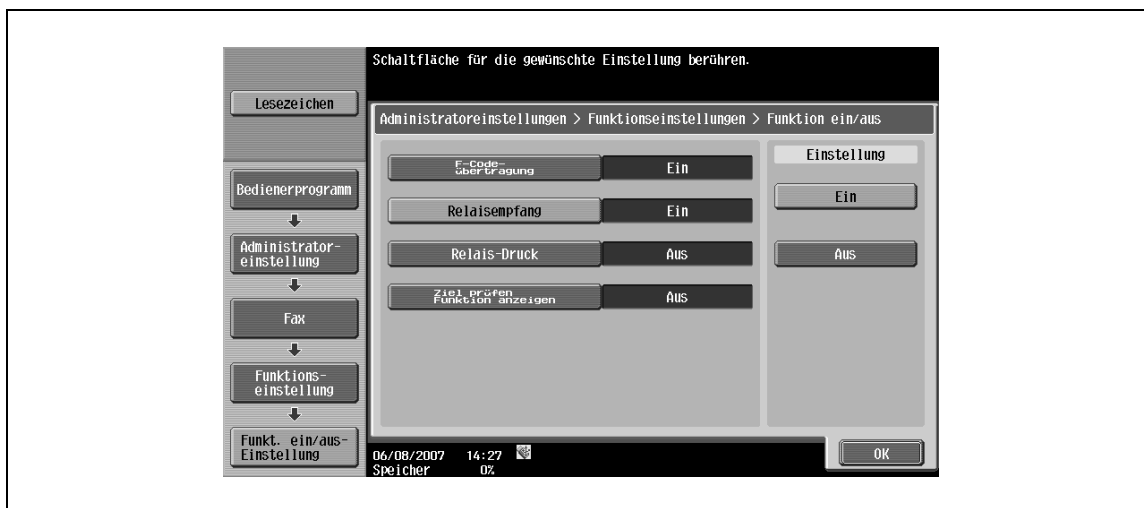 Schaltfläche für die gewünschte Einstellung berühren.
Lesezeichen
Administratoreinstellungen > Funktionseinstellungen > Funktion ein/aus
Bedienerprogramm
Administrator-
einstellung
Fax
Funktions-
einstellung
Funkt. ein/aus-
Einstellung
F-Code-
übertragung
Ein
Relaisempfang
Ein
Relais-Druck
Aus
Ziel prüfen
Funktion anzeigen
Aus
Einstellung
Ein
Aus
06/08/2007 14:27
Speicher 0%
OK